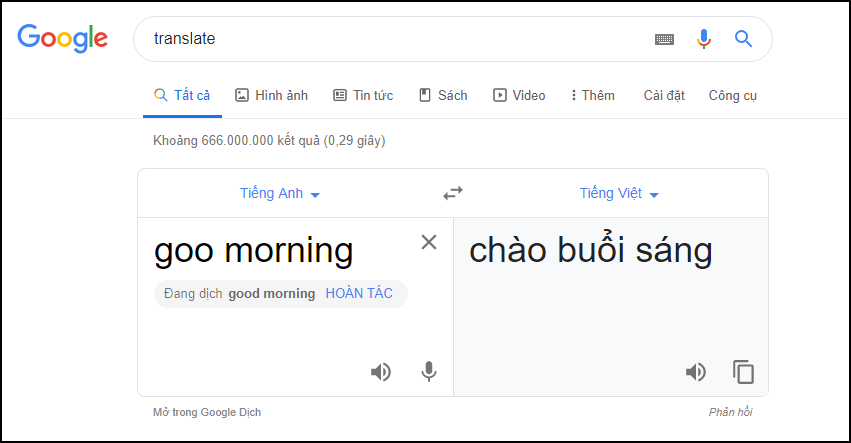 Google
translate
Tất cả Hình ảnh Tin tức Sách Video Thêm Cài đặt Công cụ
Khoảng 666.000.000 kết quả (0,29 giây)
Tiếng Anh Tiếng Việt
goo morning
Đang dịch good morning HOÀN TÁC
chào buổi sáng
Mở trong Google Dịch Phản hồi